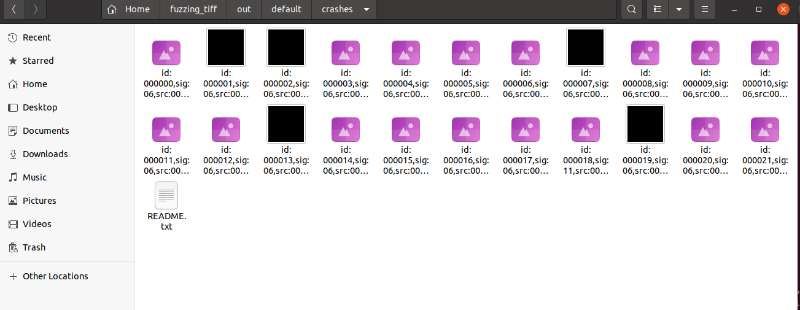 Home fuzzing_tiff out default crashes
Recent
Starred
Home
Desktop
Documents
Downloads
Music
Pictures
Videos
Trash
+ Other Locations
id: id: id: id: id: id: id: id: id: id: id:
000000,sig: 000001,sig: 000002,sig: 000003,sig: 000004,sig: 000005,sig: 000006,sig: 000007,sig: 000008,sig: 000009,sig: 000010,sig:
06,src:00... 06,src:00... 06,src:00... 06,src:00... 06,src:00... 06,src:00... 06,src:00... 06,src:00... 06,src:00... 06,src:00... 06,src:00...
id: id: id: id: id: id: id: id: id: id: id:
000011,sig: 000012,sig: 000013,sig: 000014,sig: 000015,sig: 000016,sig: 000017,sig: 000018,sig: 000019,sig: 000020,sig: 000021,sig:
06,src:00... 06,src:00... 06,src:00... 06,src:00... 06,src:00... 06,src:00... 06,src:00... 11,src:00... 06,src:00... 06,src:00... 06,src:00...
README.
txt